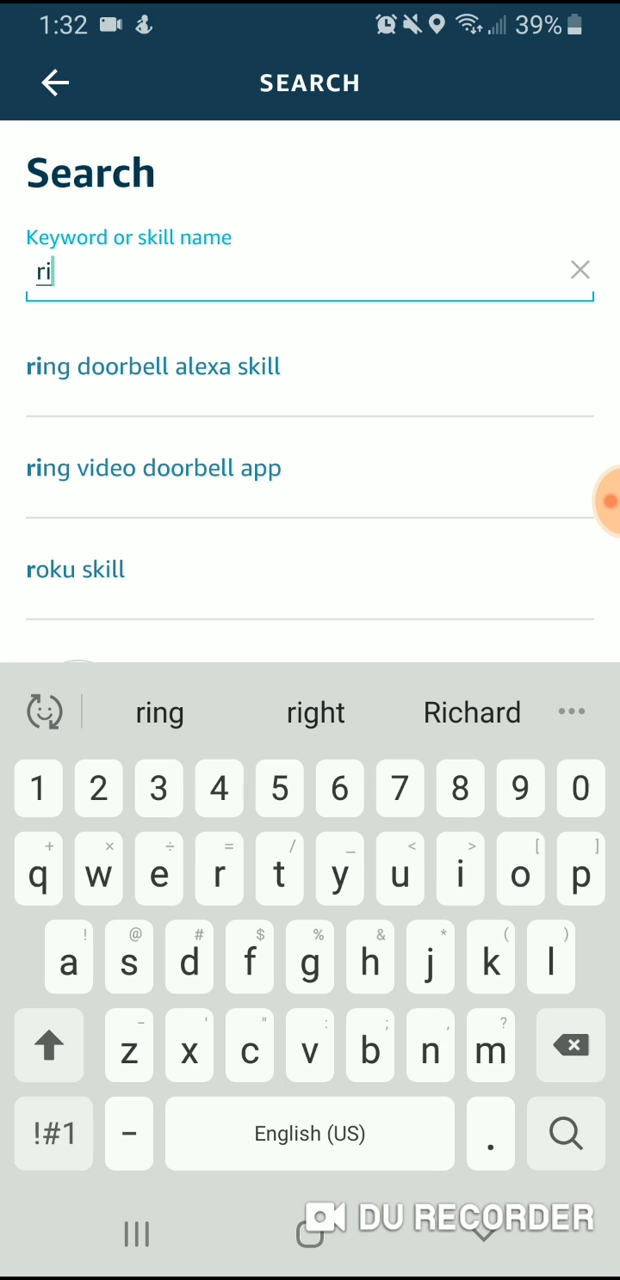 1:32 39%
SEARCH
Search
Keyword or skill name
ri
ring doorbell alexa skill
ring video doorbell app
roku skill
ring right Richard
1 2 3 4 5 6 7 8 9 0
+ × ÷ = / _ < > [ ]
q w e r t y u i o p
! @ # $ % & * ( )
a s d f g h j k l
- ' " : ; , ?
z x c v b n m
!#1 - English (US) .
DU RECORDER